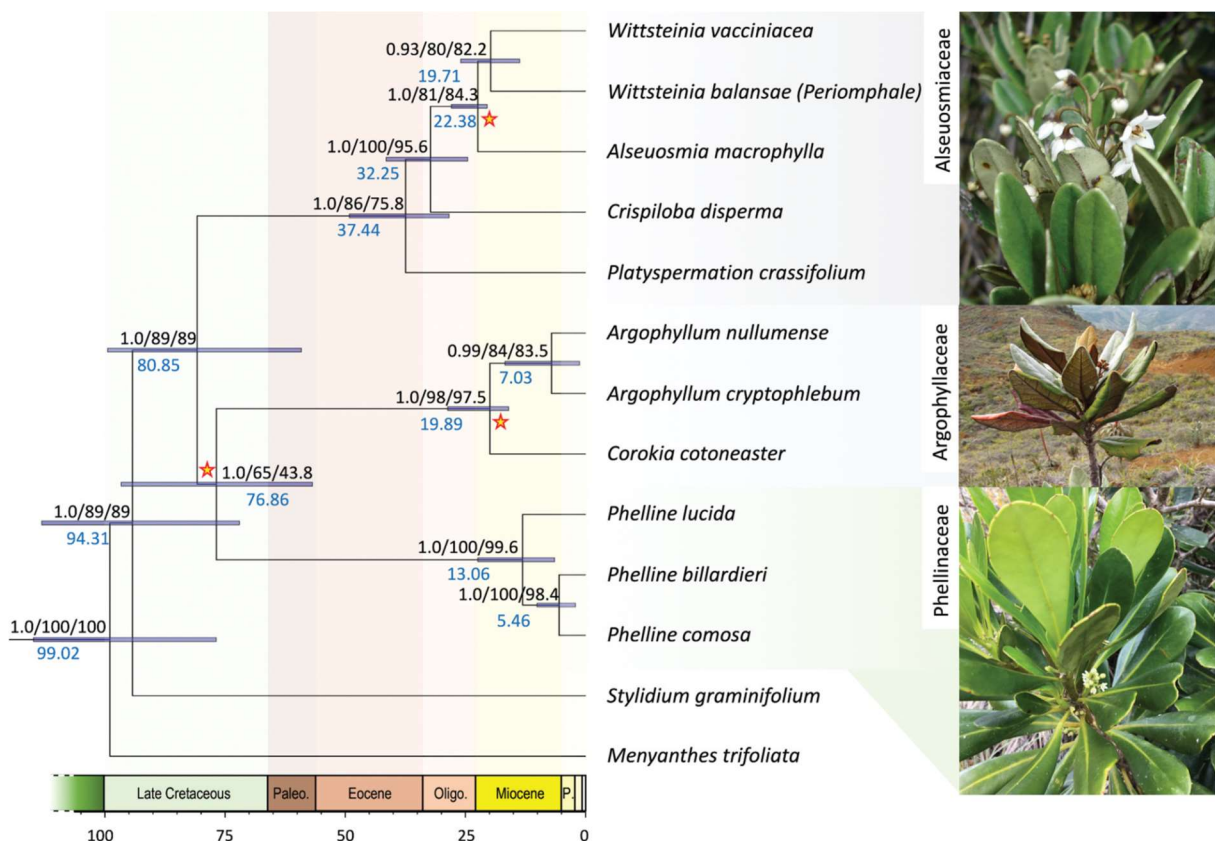 Wittsteinia vacciniacea
0.93/80/82.2
19.71
Wittsteinia balansae (Periomphale)
1.0/81/84.3
22.38
Alseuosmia macrophylla
1.0/100/95.6
32.25
Crispiloba disperma
1.0/86/75.8
37.44
Platyspermation crassifolium
Alseuosmiaceae
Argophyllum nullumense
1.0/89/89
80.85
0.99/84/83.5
7.03
Argophyllum cryptophlebum
1.0/98/97.5
19.89
Corokia cotoneaster
Argophyllaceae
1.0/65/43.8
76.86
Phelline lucida
1.0/89/89
94.31
1.0/100/99.6
13.06
Phelline billardieri
1.0/100/98.4
5.46
Phelline comosa
Phellinaceae
1.0/100/100
99.02
Stylidium graminifolium
Menyanthes trifoliata
Late Cretaceous Paleo. Eocene Oligo. Miocene P.
100 75 50 25 0